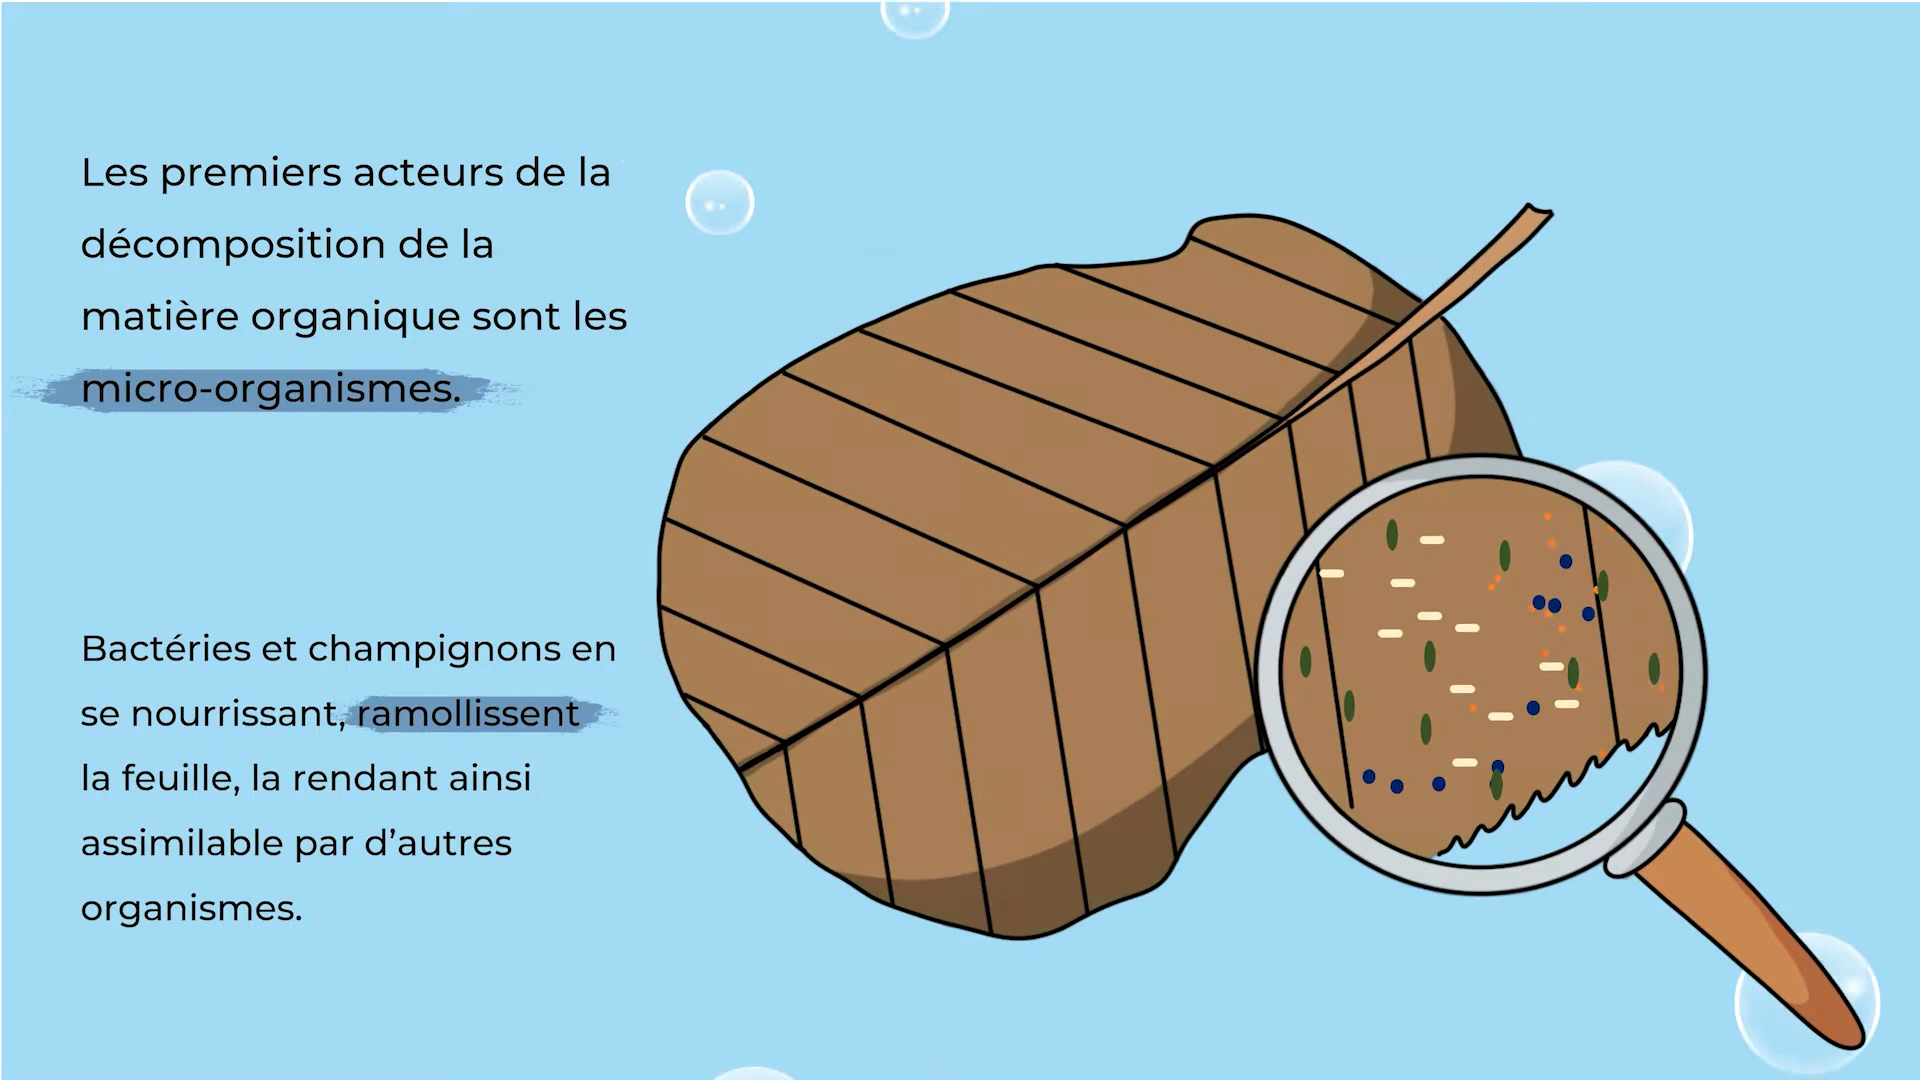 Les premiers acteurs de la
décomposition de la
matière organique sont les
micro-organismes.
Bactéries et champignons en
se nourrissant, ramollissent
la feuille, la rendant ainsi
assimilable par d’autres
organismes.